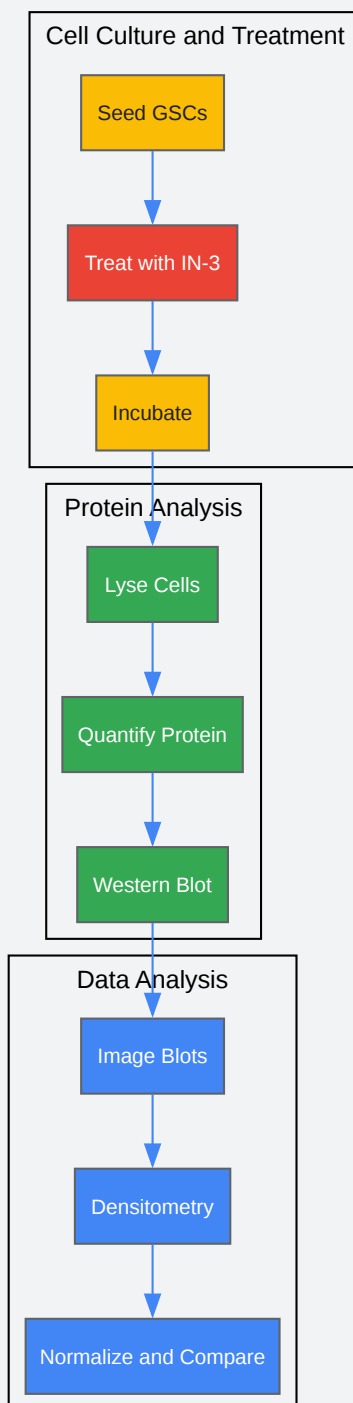 Cell Culture and Treatment
Seed GSCs
Treat with IN-3
Incubate
Protein Analysis
Lyse Cells
Quantify Protein
Western Blot
Data Analysis
Image Blots
Densitometry
Normalize and Compare